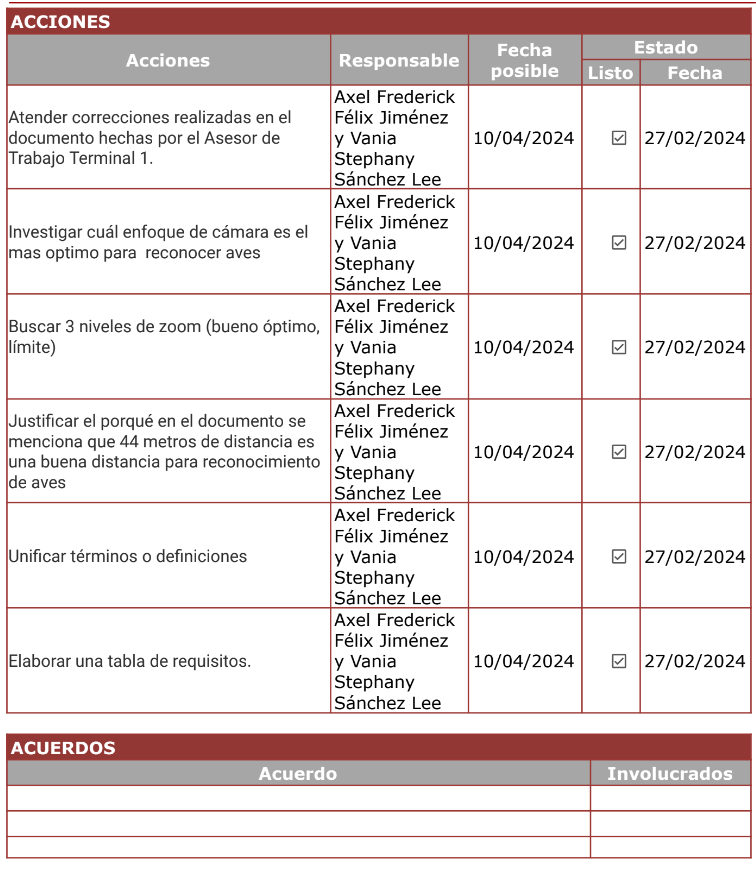 ACCIONES
Acciones
Responsable
Fecha
posible
Estado
Listo
Fecha
Atender correcciones realizadas en el
documento hechas por el Asesor de
Trabajo Terminal 1.
Axel Frederick
Félix Jiménez
y Vania
Stephany
Sánchez Lee
10/04/2024
☑
27/02/2024
Investigar cuál enfoque de cámara es el
mas optimo para  reconocer aves
Axel Frederick
Félix Jiménez
y Vania
Stephany
Sánchez Lee
10/04/2024
☑
27/02/2024
Buscar 3 niveles de zoom (bueno óptimo,
límite)
Axel Frederick
Félix Jiménez
y Vania
Stephany
Sánchez Lee
10/04/2024
☑
27/02/2024
Justificar el porqué en el documento se
menciona que 44 metros de distancia es
una buena distancia para reconocimiento
de aves
Axel Frederick
Félix Jiménez
y Vania
Stephany
Sánchez Lee
10/04/2024
☑
27/02/2024
Unificar términos o definiciones
Axel Frederick
Félix Jiménez
y Vania
Stephany
Sánchez Lee
10/04/2024
☑
27/02/2024
Elaborar una tabla de requisitos.
Axel Frederick
Félix Jiménez
y Vania
Stephany
Sánchez Lee
10/04/2024
☑
27/02/2024
ACUERDOS
Acuerdo
Involucrados